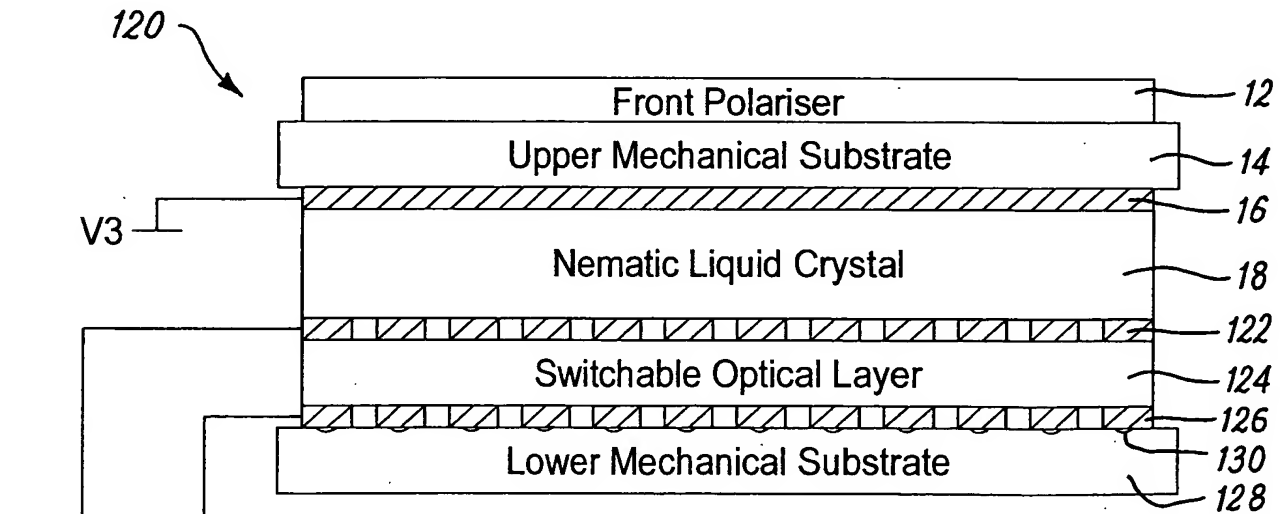 120
Front Polariser
12
Upper Mechanical Substrate
14
16
V3
Nematic Liquid Crystal
18
122
Switchable Optical Layer
124
126
130
Lower Mechanical Substrate
128